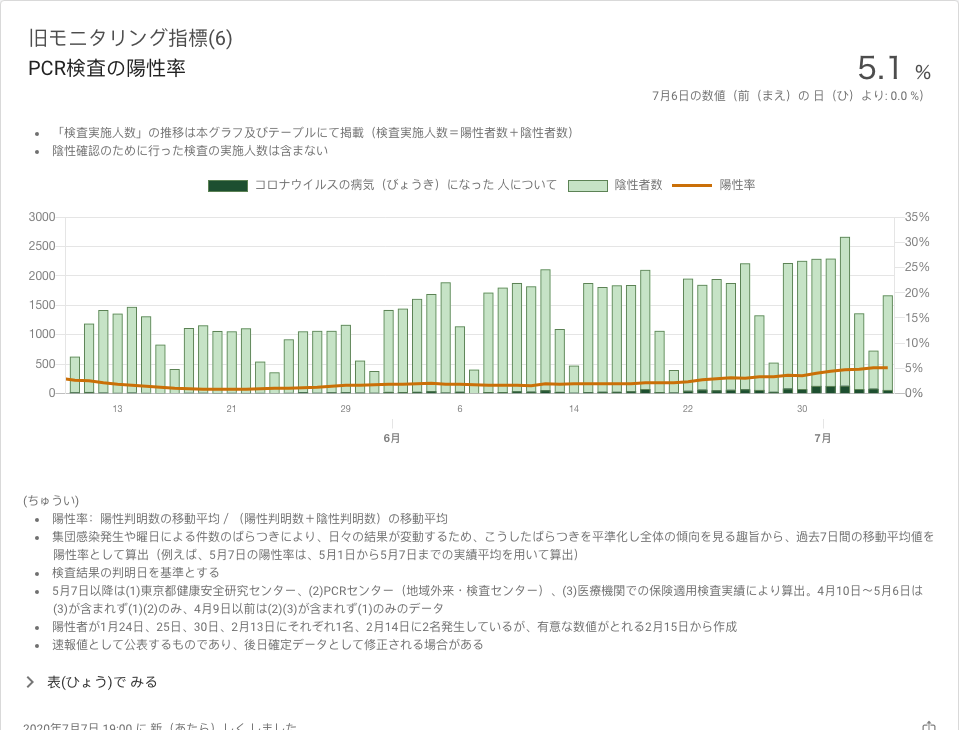 旧モニタリング指標(6)
PCR検査の陽性率
5.1 %
7月6日の数値（前（まえ）の 日（ひ）より: 0.0 %）
「検査実施人数」の推移は本グラフ及びテーブルにて掲載（検査実施人数＝陽性者数＋陰性者数）
陰性確認のために行った検査の実施人数は含まない
コロナウイルスの病気（びょうき）になった 人について 陰性者数 陽性率
3000 35%
2500 30%
2000 25%
1500 20%
1000 15%
500 10%
0 5%
0%
13 21 29 6 14 22 30
6月 7月
(ちゅうい)
陽性率：陽性判明数の移動平均 / （陽性判明数＋陰性判明数）の移動平均
集団感染発生や曜日による件数のばらつきにより、日々の結果が変動するため、こうしたばらつきを平準化し全体の傾向を見る趣旨から、過去7日間の移動平均値を
陽性率として算出（例えば、5月7日の陽性率は、5月1日から5月7日までの実績平均を用いて算出）
検査結果の判明日を基準とする
5月7日以降は(1)東京都健康安全研究センター、(2)PCRセンター（地域外来・検査センター）、(3)医療機関での保険適用検査実績により算出。4月10日～5月6日は
(3)が含まれず(1)(2)のみ、4月9日以前は(2)(3)が含まれず(1)のみのデータ
陽性者が1月24日、25日、30日、2月13日にそれぞれ1名、2月14日に2名発生しているが、有意な数値がとれる2月15日から作成
速報値として公表するものであり、後日確定データとして修正される場合がある
表(ひょう)で みる
2020年7月7日 19:00 に 新（あたら）しく しました